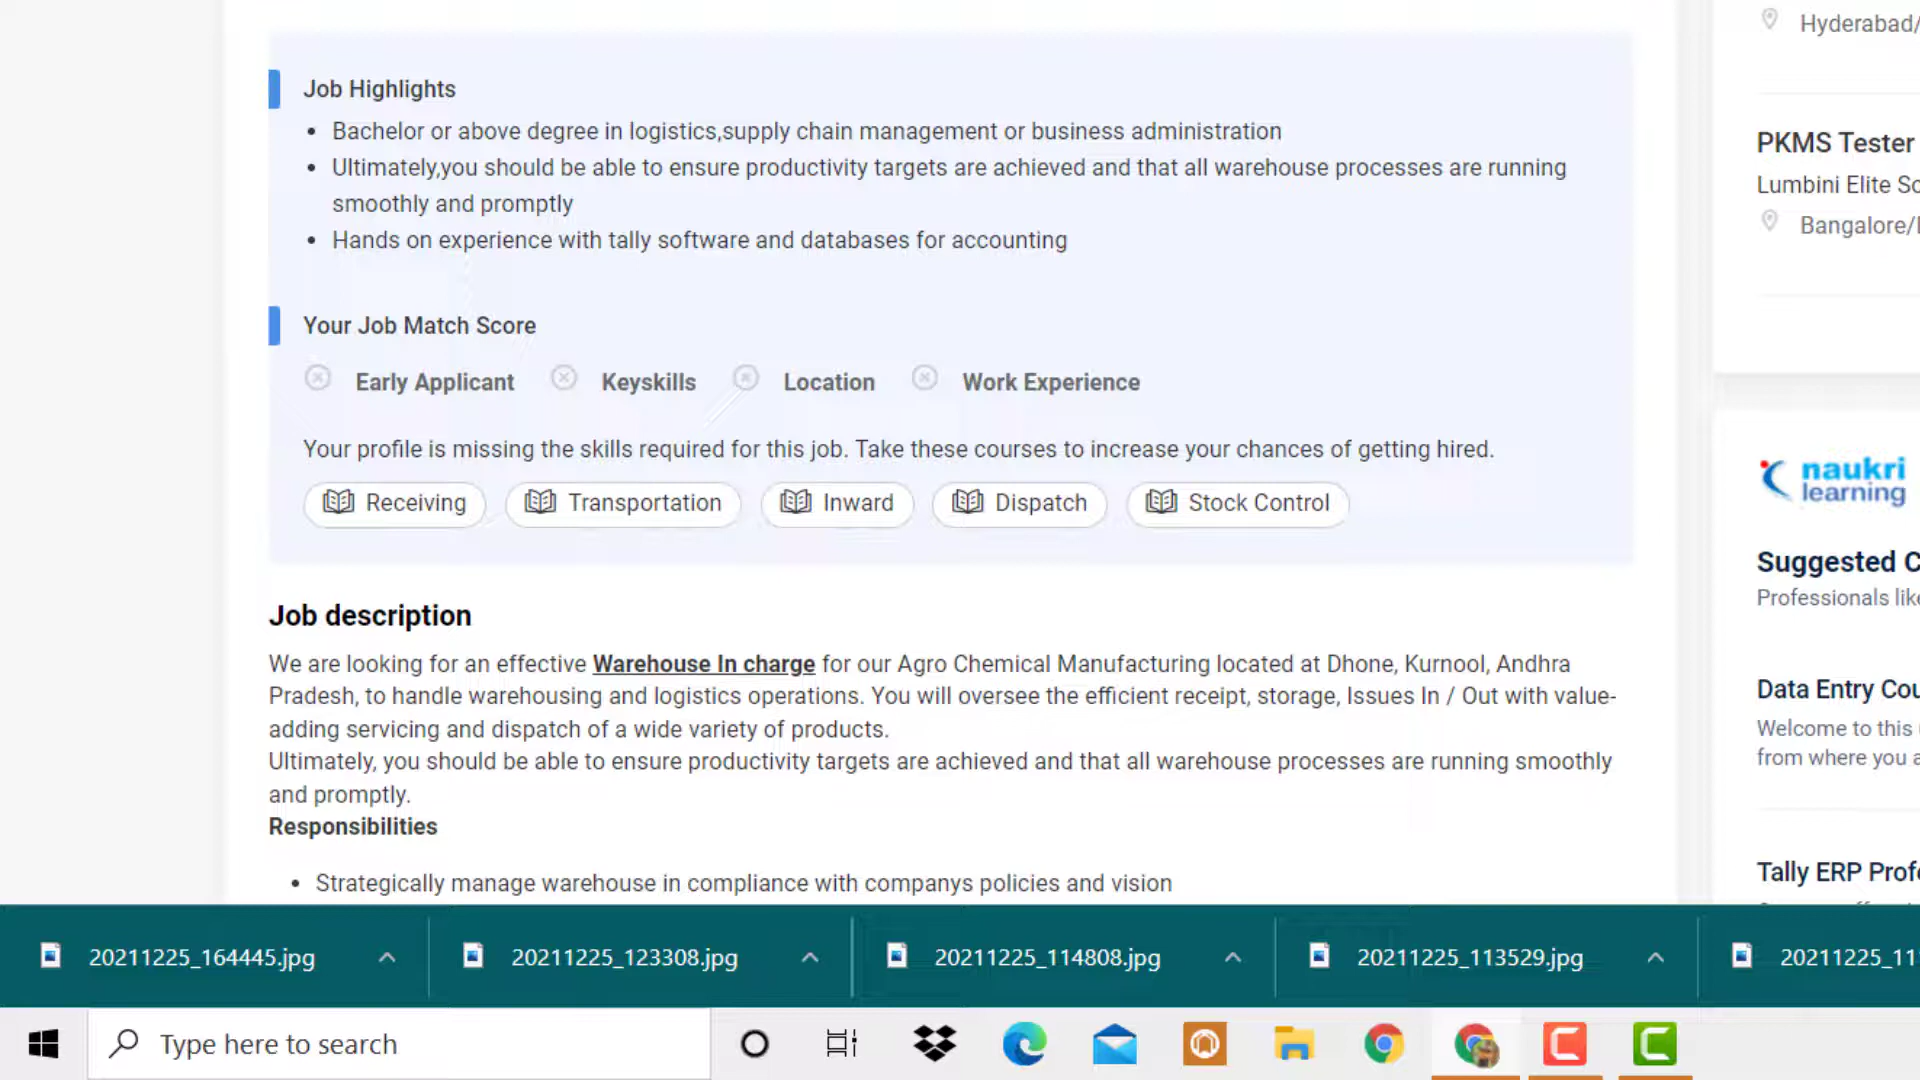 Job Highlights
Bachelor or above degree in logistics,supply chain management or business administration
Ultimately,you should be able to ensure productivity targets are achieved and that all warehouse processes are running
smoothly and promptly
Hands on experience with tally software and databases for accounting
Your Job Match Score
Early Applicant Keyskills Location Work Experience
Your profile is missing the skills required for this job. Take these courses to increase your chances of getting hired.
Receiving Transportation Inward Dispatch Stock Control
Job description
We are looking for an effective Warehouse In charge for our Agro Chemical Manufacturing located at Dhone, Kurnool, Andhra
Pradesh, to handle warehousing and logistics operations. You will oversee the efficient receipt, storage, Issues In / Out with value-
adding servicing and dispatch of a wide variety of products.
Ultimately, you should be able to ensure productivity targets are achieved and that all warehouse processes are running smoothly
and promptly.
Responsibilities
Strategically manage warehouse in compliance with companys policies and vision
Hyderabad/
PKMS Tester
Lumbini Elite So
Bangalore/
naukri
learning
Suggested C
Professionals like
Data Entry Cou
Welcome to this
from where you a
Tally ERP Profe
20211225_164445.jpg
20211225_123308.jpg
20211225_114808.jpg
20211225_113529.jpg
20211225_11
Type here to search